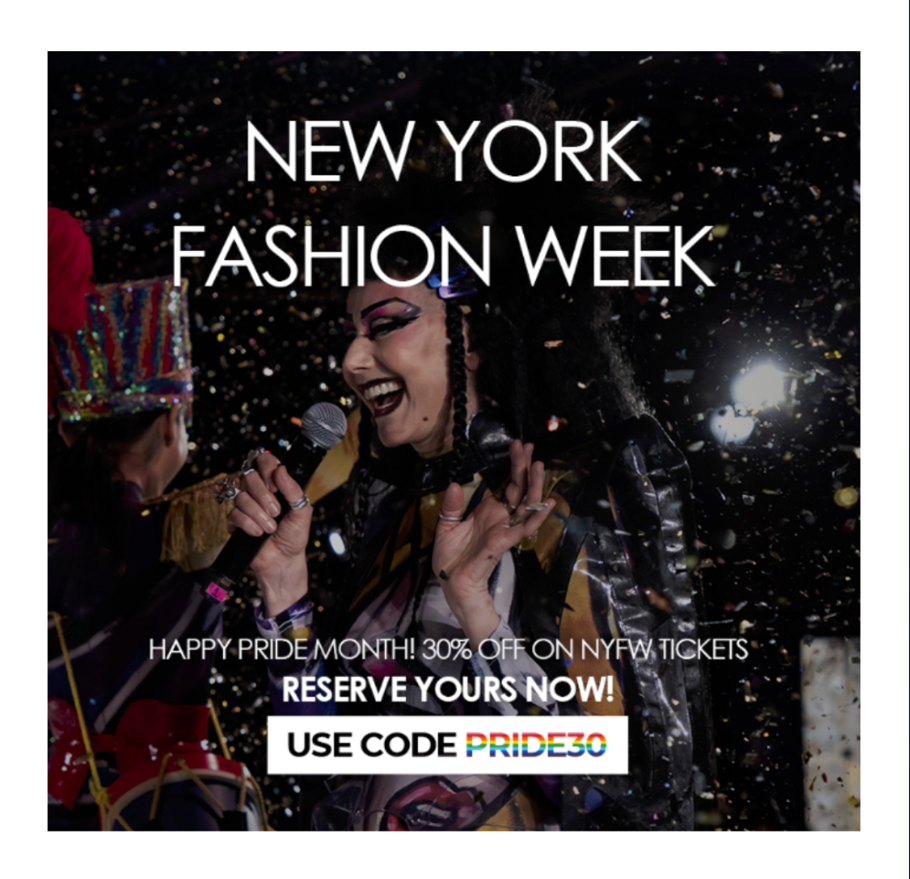 NEW YORK
FASHION WEEK
HAPPY PRIDE MONTH! 30% OFF ON NYFW TICKETS
RESERVE YOURS NOW!
USE CODE PRIDE30